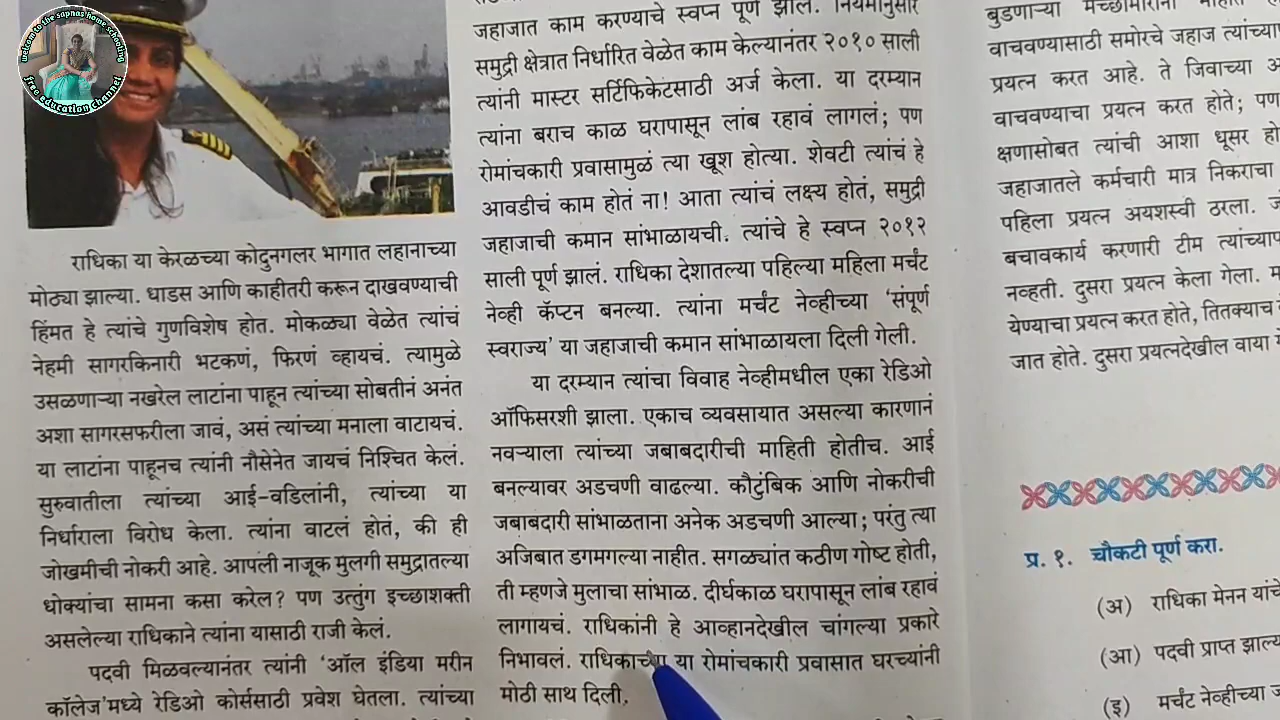 welcome to the sapnas home schooling
free education channel
राधिका या केरळच्या कोदुनगलर भागात लहानाच्या
मोठ्या झाल्या. धाडस आणि काहीतरी करून दाखवण्याची
हिंमत हे त्यांचे गुणविशेष होत. मोकळ्या वेळेत त्यांचं
नेहमी सागरकिनारी भटकणं, फिरणं व्हायचं. त्यामुळे
उसळणाऱ्या नखरेल लाटांना पाहून त्यांच्या सोबतीनं अनंत
अशा सागरसफरीला जावं, असं त्यांच्या मनाला वाटायचं.
या लाटांना पाहूनच त्यांनी नौसेनेत जायचं निश्चित केलं.
सुरुवातीला त्यांच्या आई-वडिलांनी, त्यांच्या या
निर्धाराला विरोध केला. त्यांना वाटलं होतं, की ही
जोखमीची नोकरी आहे. आपली नाजूक मुलगी समुद्रातल्या
धोक्यांचा सामना कसा करेल? पण उत्तुंग इच्छाशक्ती
असलेल्या राधिकाने त्यांना यासाठी राजी केलं.
पदवी मिळवल्यानंतर त्यांनी ‘ऑल इंडिया मरीन
कॉलेज’मध्ये रेडिओ कोर्ससाठी प्रवेश घेतला. त्यांच्या
जहाजात काम करण्याचे स्वप्न पूर्ण झालं. नियमानुसार
समुद्री क्षेत्रात निर्धारित वेळेत काम केल्यानंतर २०१० साली
त्यांनी मास्टर सर्टिफिकेटसाठी अर्ज केला. या दरम्यान
त्यांना बराच काळ घरापासून लांब रहावं लागलं; पण
रोमांचकारी प्रवासामुळं त्या खूश होत्या. शेवटी त्यांचं हे
आवडीचं काम होतं ना! आता त्यांचं लक्ष्य होतं, समुद्री
जहाजाची कमान सांभाळायची. त्यांचे हे स्वप्न २०१२
साली पूर्ण झालं. राधिका देशातल्या पहिल्या महिला मर्चंट
नेव्ही कॅप्टन बनल्या. त्यांना मर्चंट नेव्हीच्या ‘संपूर्ण
स्वराज्य’ या जहाजाची कमान सांभाळायला दिली गेली.
या दरम्यान त्यांचा विवाह नेव्हीमधील एका रेडिओ
ऑफिसरशी झाला. एकाच व्यवसायात असल्या कारणानं
नवऱ्याला त्यांच्या जबाबदारीची माहिती होतीच. आई
बनल्यावर अडचणी वाढल्या. कौटुंबिक आणि नोकरीची
जबाबदारी सांभाळताना अनेक अडचणी आल्या; परंतु त्या
अजिबात डगमगल्या नाहीत. सगळ्यांत कठीण गोष्ट होती,
ती म्हणजे मुलाचा सांभाळ. दीर्घकाळ घरापासून लांब रहावं
लागायचं. राधिकांनी हे आव्हानदेखील चांगल्या प्रकारे
निभावलं. राधिकाच्या या रोमांचकारी प्रवासात घरच्यांनी
मोठी साथ दिली.
बुडणाऱ्या मच्छीमारांना
वाचवण्यासाठी समोरचे जहाज
प्रयत्न करत आहे. ते जिवाच्या
वाचवण्याचा प्रयत्न करत होते; पण
क्षणासोबत त्यांची आशा धूसर
जहाजातले कर्मचारी मात्र निकराचा
पहिला प्रयत्न अयशस्वी ठरला.
बचावकार्य करणारी टीम
नव्हती. दुसरा प्रयत्न केला गेला.
येण्याचा प्रयत्न करत होते, तितक्याच
जात होते. दुसरा प्रयत्नदेखील वाया
प्र. १. चौकटी पूर्ण करा.
(अ) राधिका मेनन यांचे
(आ) पदवी प्राप्त
(इ) मर्चंट नेव्हीच्या